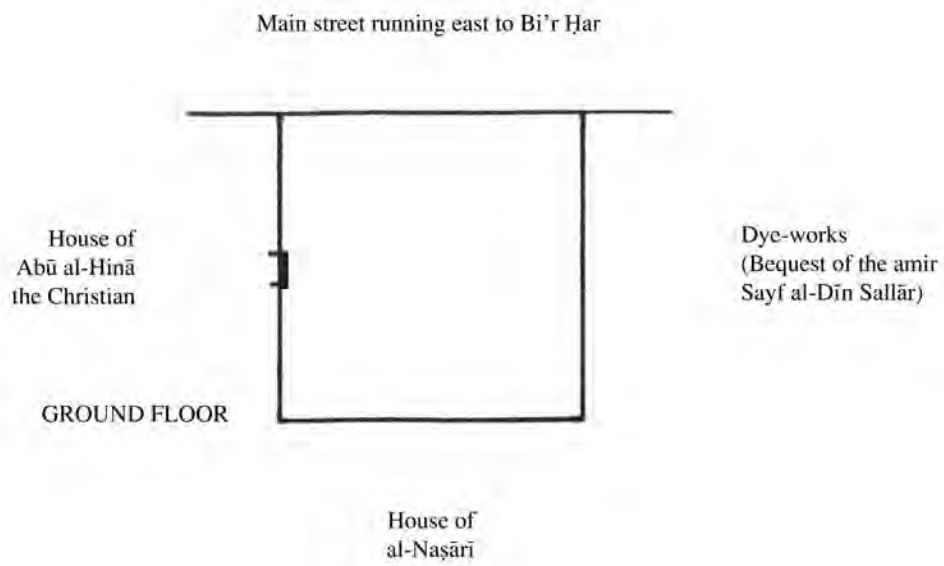 Main street running east to Bi’r Ḥar
House of
Abū al-Hinā
the Christian
Dye-works
(Bequest of the amir
Sayf al-Dīn Sallār)
GROUND FLOOR
House of
al-Naṣārī